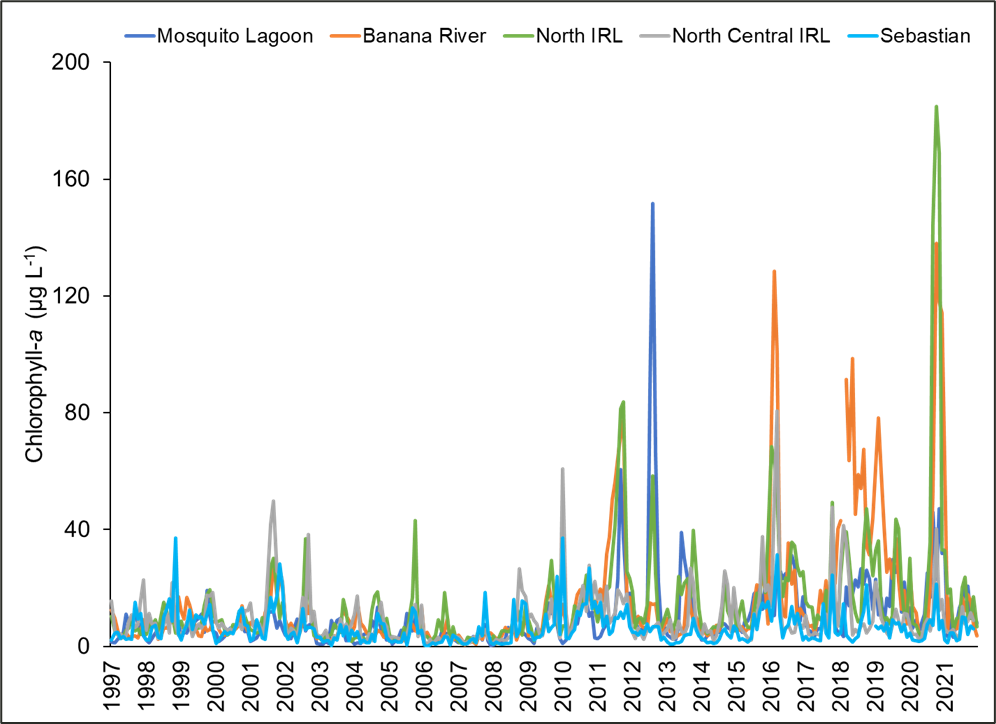 Mosquito Lagoon Banana River North IRL North Central IRL Sebastian
200
160
120
80
40
0
Chlorophyll-a (µg L-1)
1997 1998 1999 2000 2001 2002 2003 2004 2005 2006 2007 2008 2009 2010 2011 2012 2013 2014 2015 2016 2017 2018 2019 2020 2021